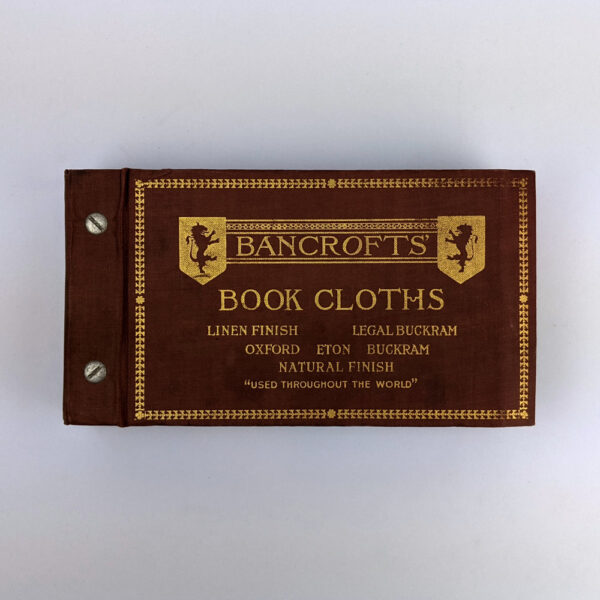 BANCROFTS'
BOOK CLOTHS
LINEN FINISH LEGAL BUCKRAM
OXFORD ETON BUCKRAM
NATURAL FINISH
"USED THROUGHOUT THE WORLD"